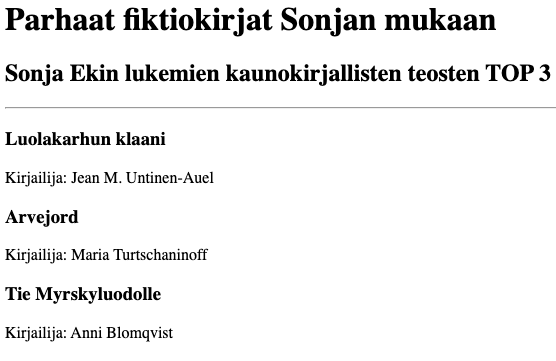 Parhaat fiktiokirjat Sonjan mukaan
Sonja Ekin lukemien kaunokirjallisten teosten TOP 3
Luolakarhun klaani
Kirjailija: Jean M. Untinen-Auel
Arvejord
Kirjailija: Maria Turtschaninoff
Tie Myrskyluodolle
Kirjailija: Anni Blomqvist